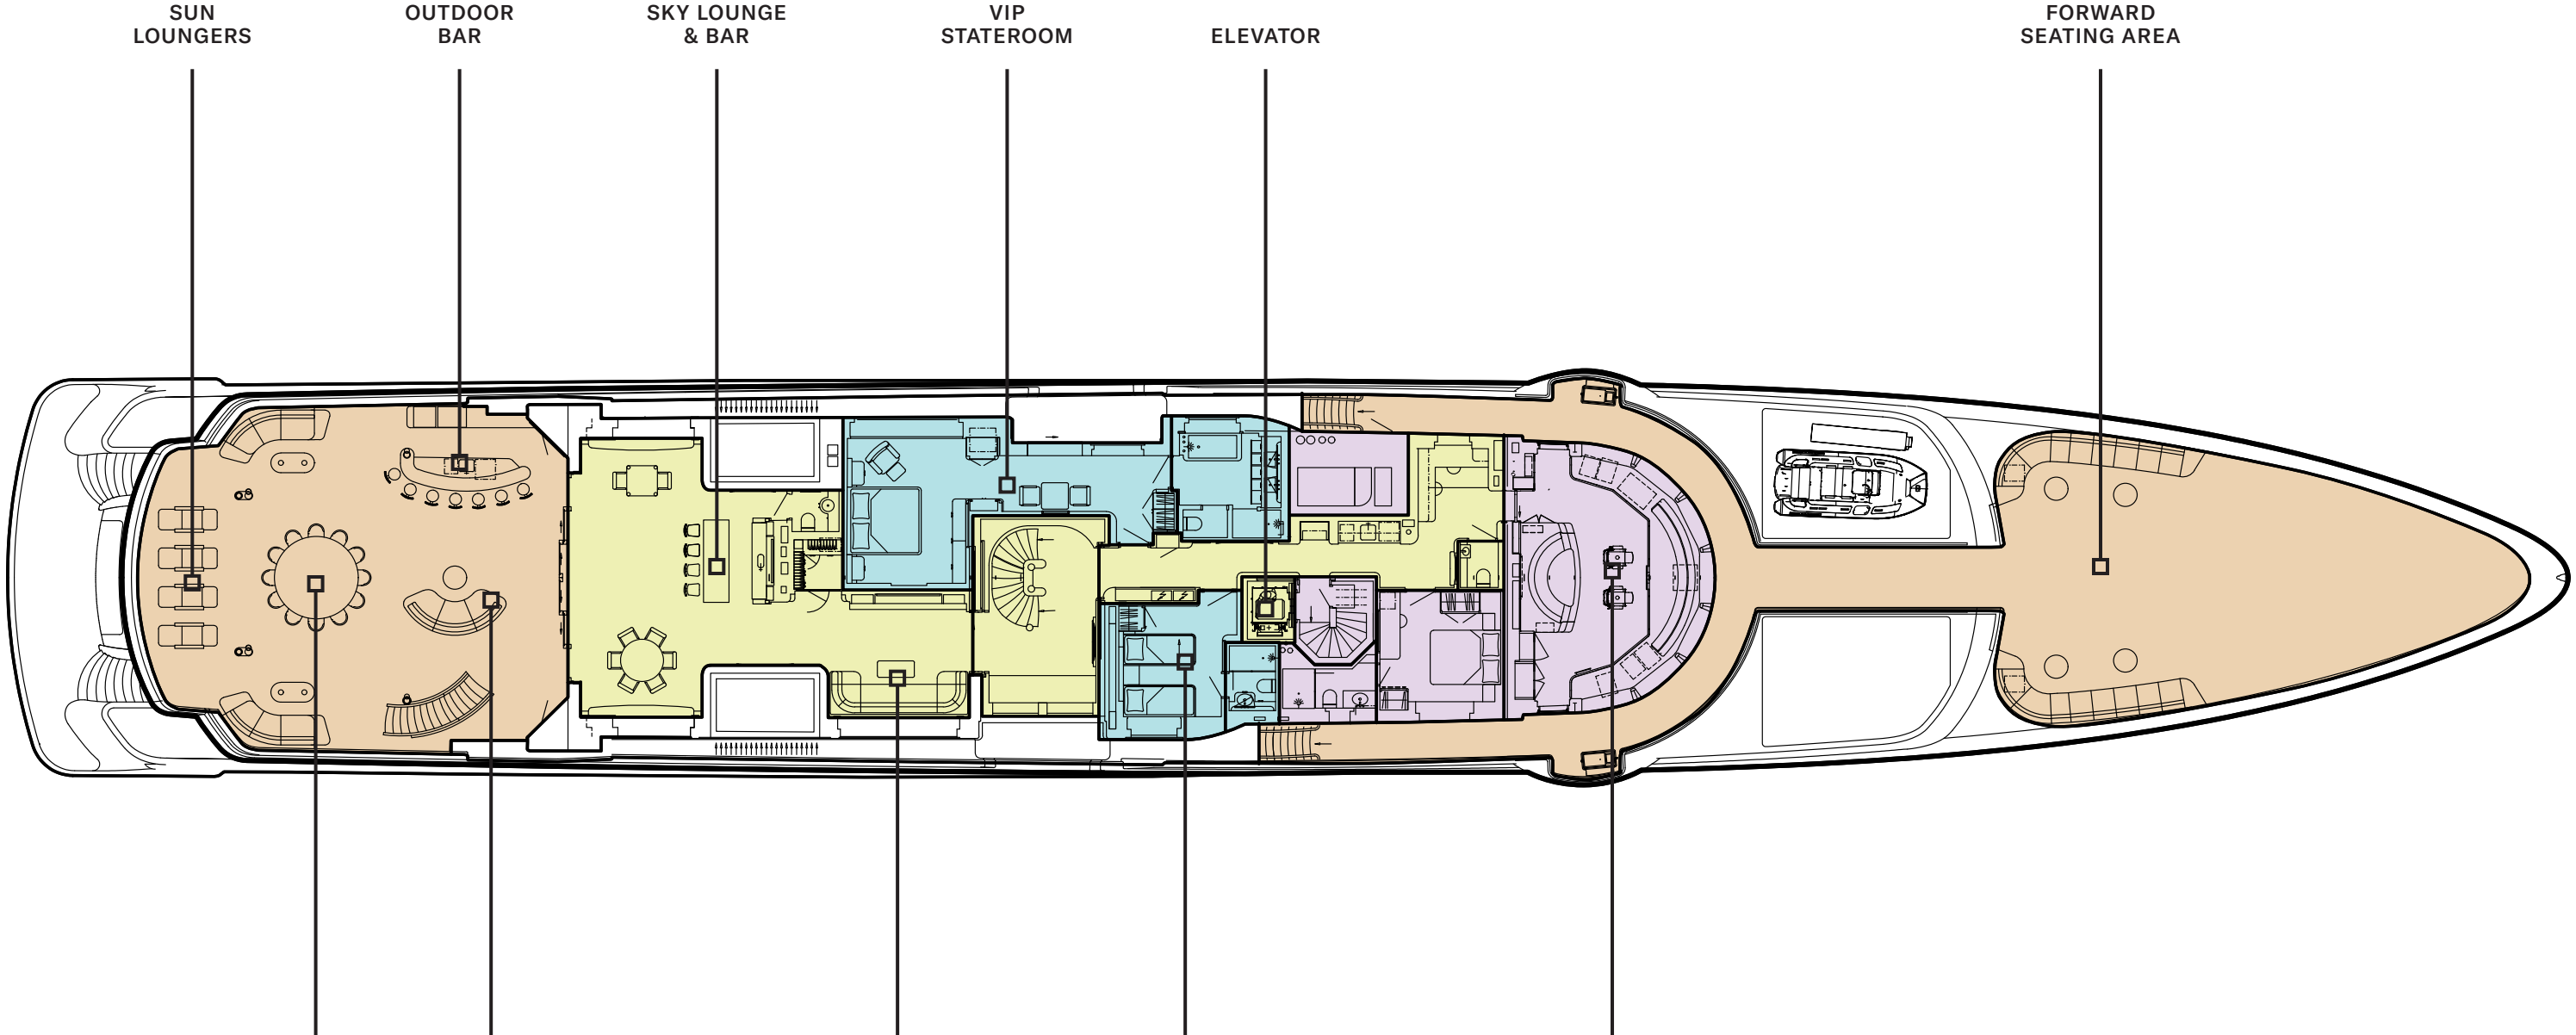 SUN
LOUNGERS
OUTDOOR
BAR
SKY LOUNGE
& BAR
VIP
STATEROOM
ELEVATOR
FORWARD
SEATING AREA